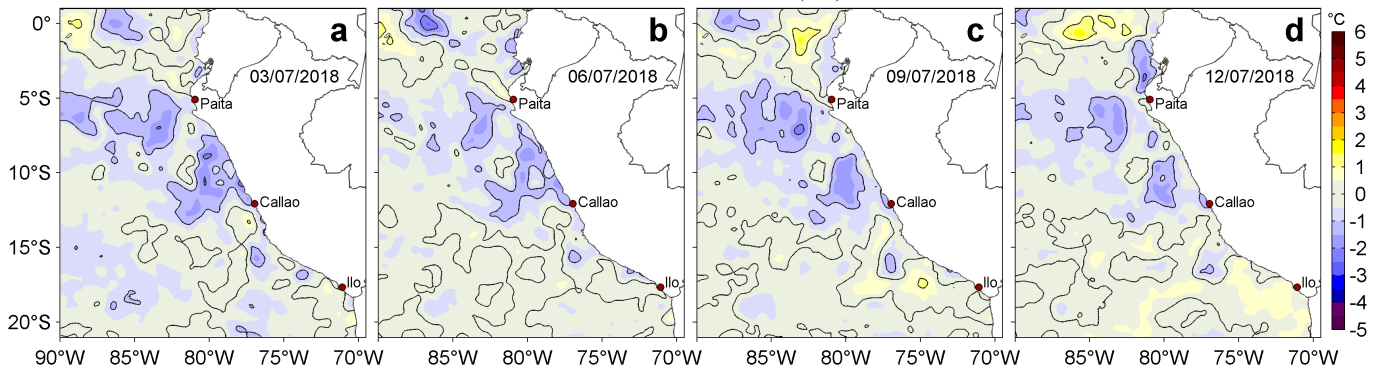 a
b
c
d
°C
03/07/2018
06/07/2018
09/07/2018
12/07/2018
Paita
Paita
Paita
Paita
Callao
Callao
Callao
Callao
Ilo
Ilo
Ilo
Ilo
0°
5°S
10°S
15°S
20°S
90°W 85°W 80°W 75°W 70°W
85°W 80°W 75°W 70°W
85°W 80°W 75°W 70°W
85°W 80°W 75°W 70°W
6
5
4
3
2
1
0
-1
-2
-3
-4
-5